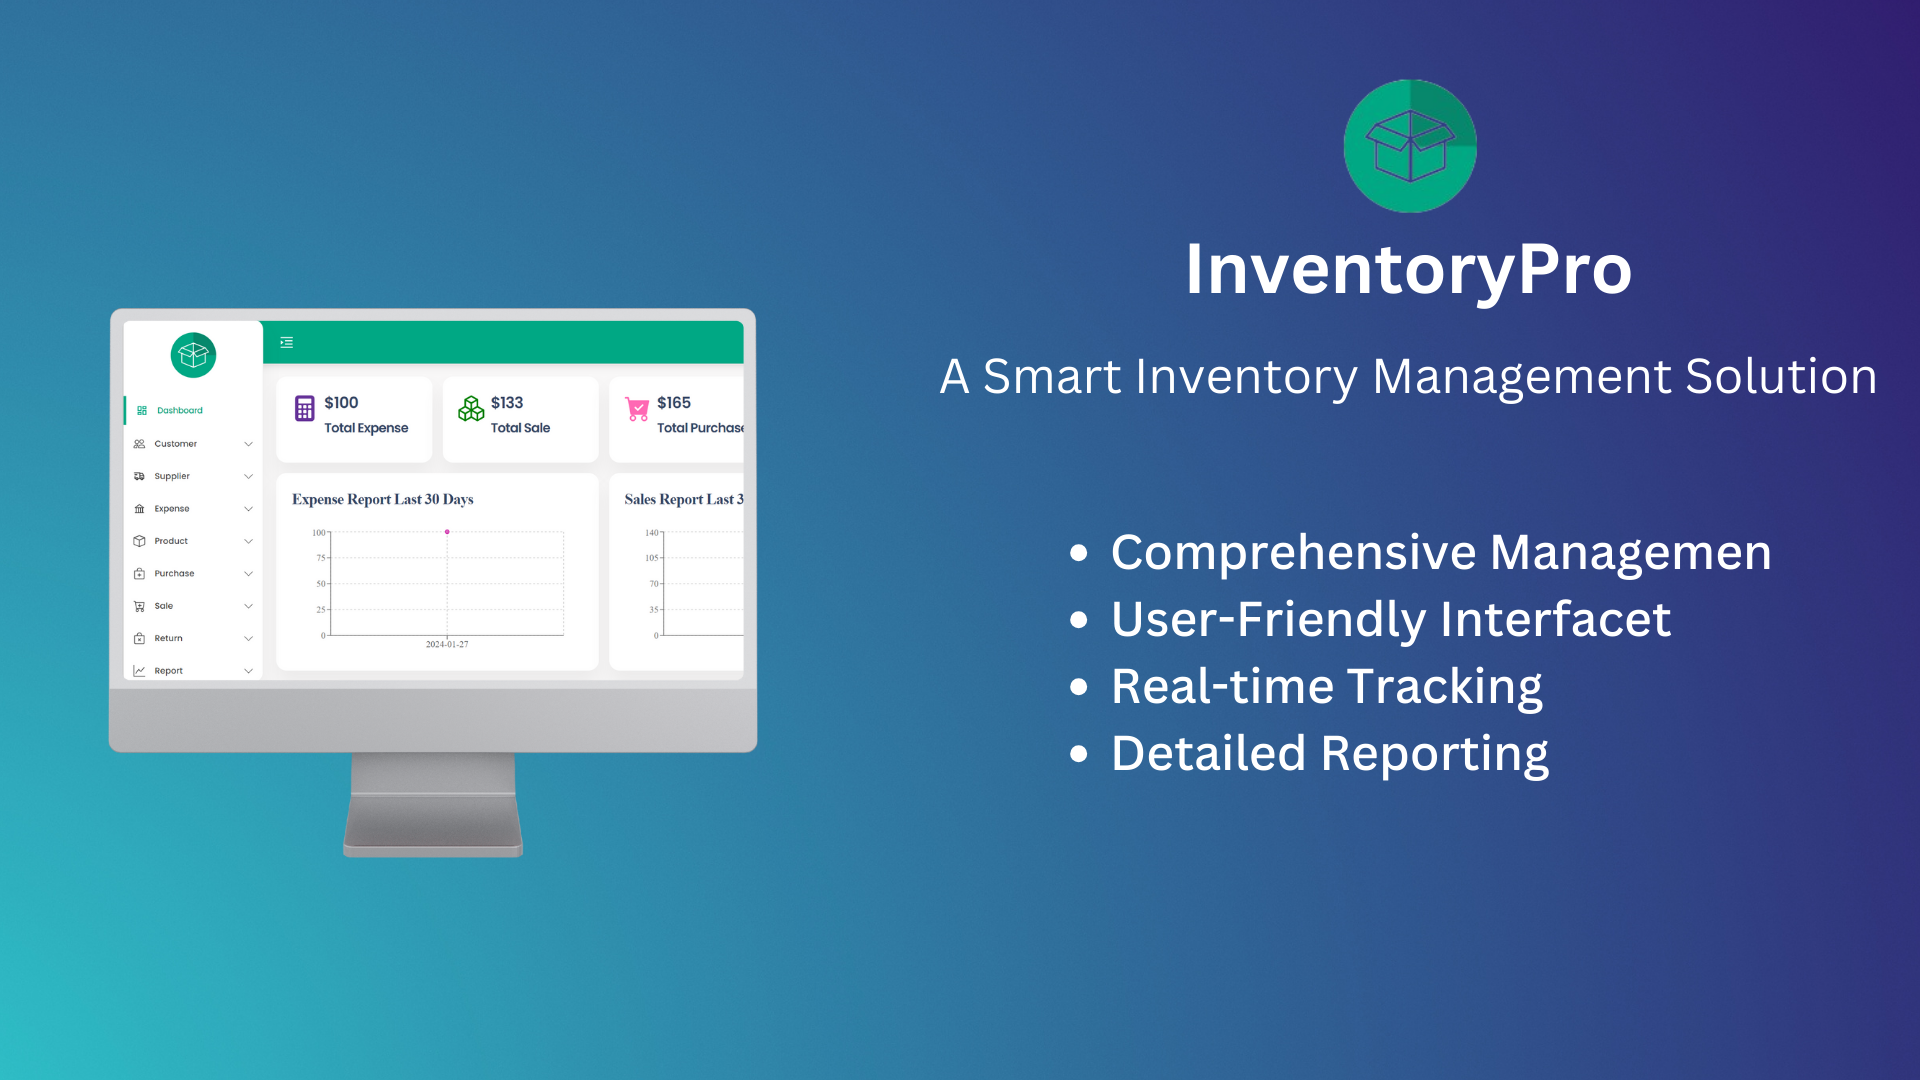 InventoryPro
A Smart Inventory Management Solution
Comprehensive Managemen
User-Friendly Interfacet
Real-time Tracking
Detailed Reporting
Dashboard
Customer
Supplier
Expense
Product
Purchase
Sale
Return
Report
$100
Total Expense
$133
Total Sale
$165
Total Purchase
Expense Report Last 30 Days
100
75
50
25
0
2024-01-27
Sales Report Last 3
140
105
70
35
0